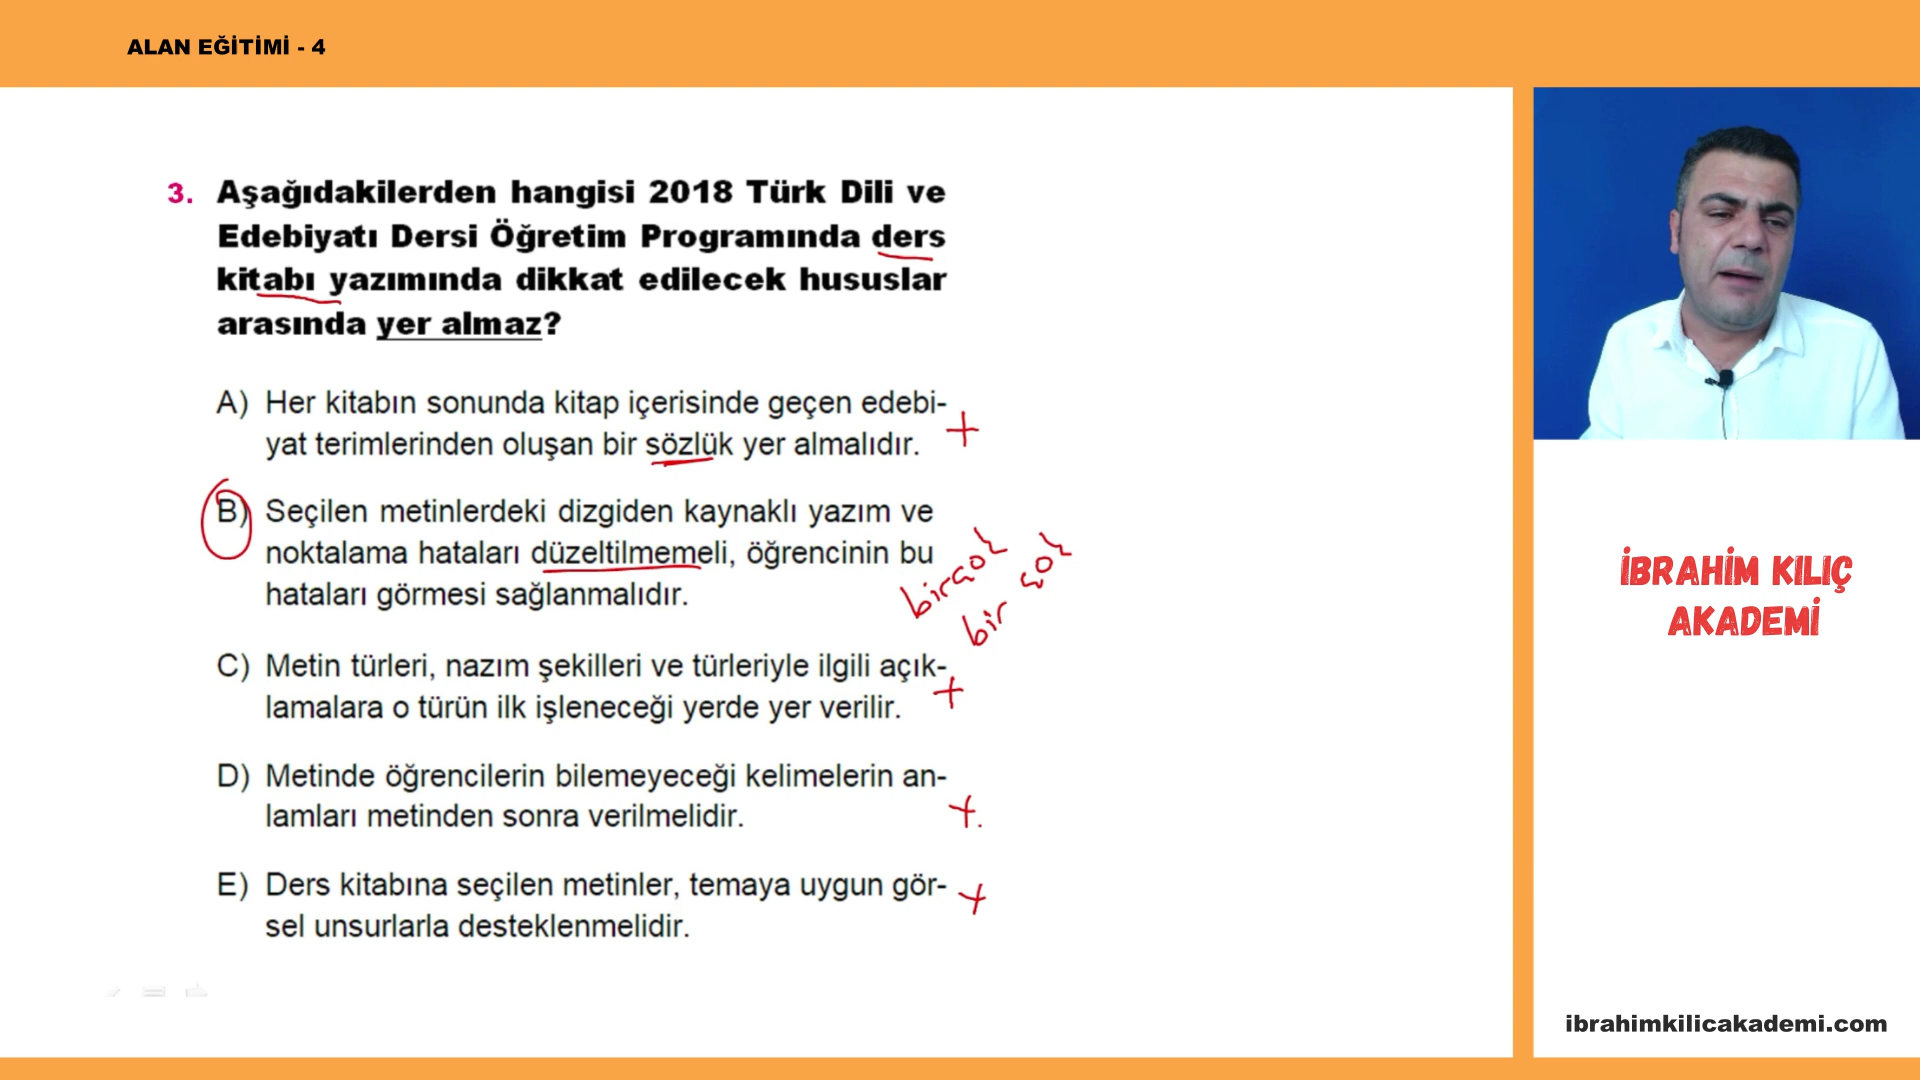 ALAN EĞİTİMİ - 4
3. Aşağıdakilerden hangisi 2018 Türk Dili ve
Edebiyatı Dersi Öğretim Programında ders
kitabı yazımında dikkat edilecek hususlar
arasında yer almaz?
A) Her kitabın sonunda kitap içerisinde geçen edebi-
yat terimlerinden oluşan bir sözlük yer almalıdır.
B) Seçilen metinlerdeki dizgiden kaynaklı yazım ve
noktalama hataları düzeltilmemeli, öğrencinin bu
hataları görmesi sağlanmalıdır.
birçok
bir çok
C) Metin türleri, nazım şekilleri ve türleriyle ilgili açık-
lamalara o türün ilk işleneceği yerde yer verilir.
D) Metinde öğrencilerin bilemeyeceği kelimelerin an-
lamları metinden sonra verilmelidir.
E) Ders kitabına seçilen metinler, temaya uygun gör-
sel unsurlarla desteklenmelidir.
İBRAHİM KILIÇ
AKADEMİ
ibrahimkilicakademi.com